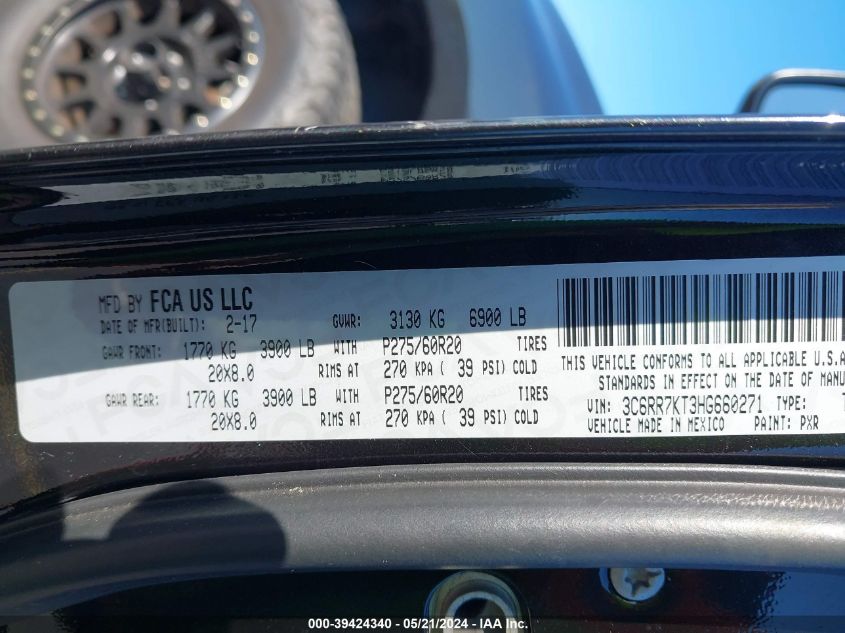 MFD BY FCA US LLC
DATE OF MFR(BUILT): 2-17 GVWR: 3130 KG 6900 LB
GAWR FRONT: 1770 KG 3900 LB WITH P275/60R20 TIRES
20X8.0 RIMS AT 270 KPA ( 39 PSI) COLD
GAWR REAR: 1770 KG 3900 LB WITH P275/60R20 TIRES
20X8.0 RIMS AT 270 KPA ( 39 PSI) COLD
THIS VEHICLE CONFORMS TO ALL APPLICABLE U.S.A
STANDARDS IN EFFECT ON THE DATE OF MANU
VIN: 3C6RR7KT3HG660271 TYPE: T
VEHICLE MADE IN MEXICO PAINT: PXR
000-39424340 / 05/21/2024 - IAA Inc.